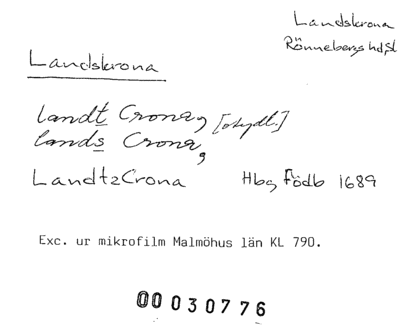 Landskrona
Rönnebergs hd, Sk
Landskrona
landt Crona, [otydl.]
lands Crona,
LandtzCrona Hbg Födb 1689
Exc. ur mikrofilm Malmöhus län KL 790.
00030776